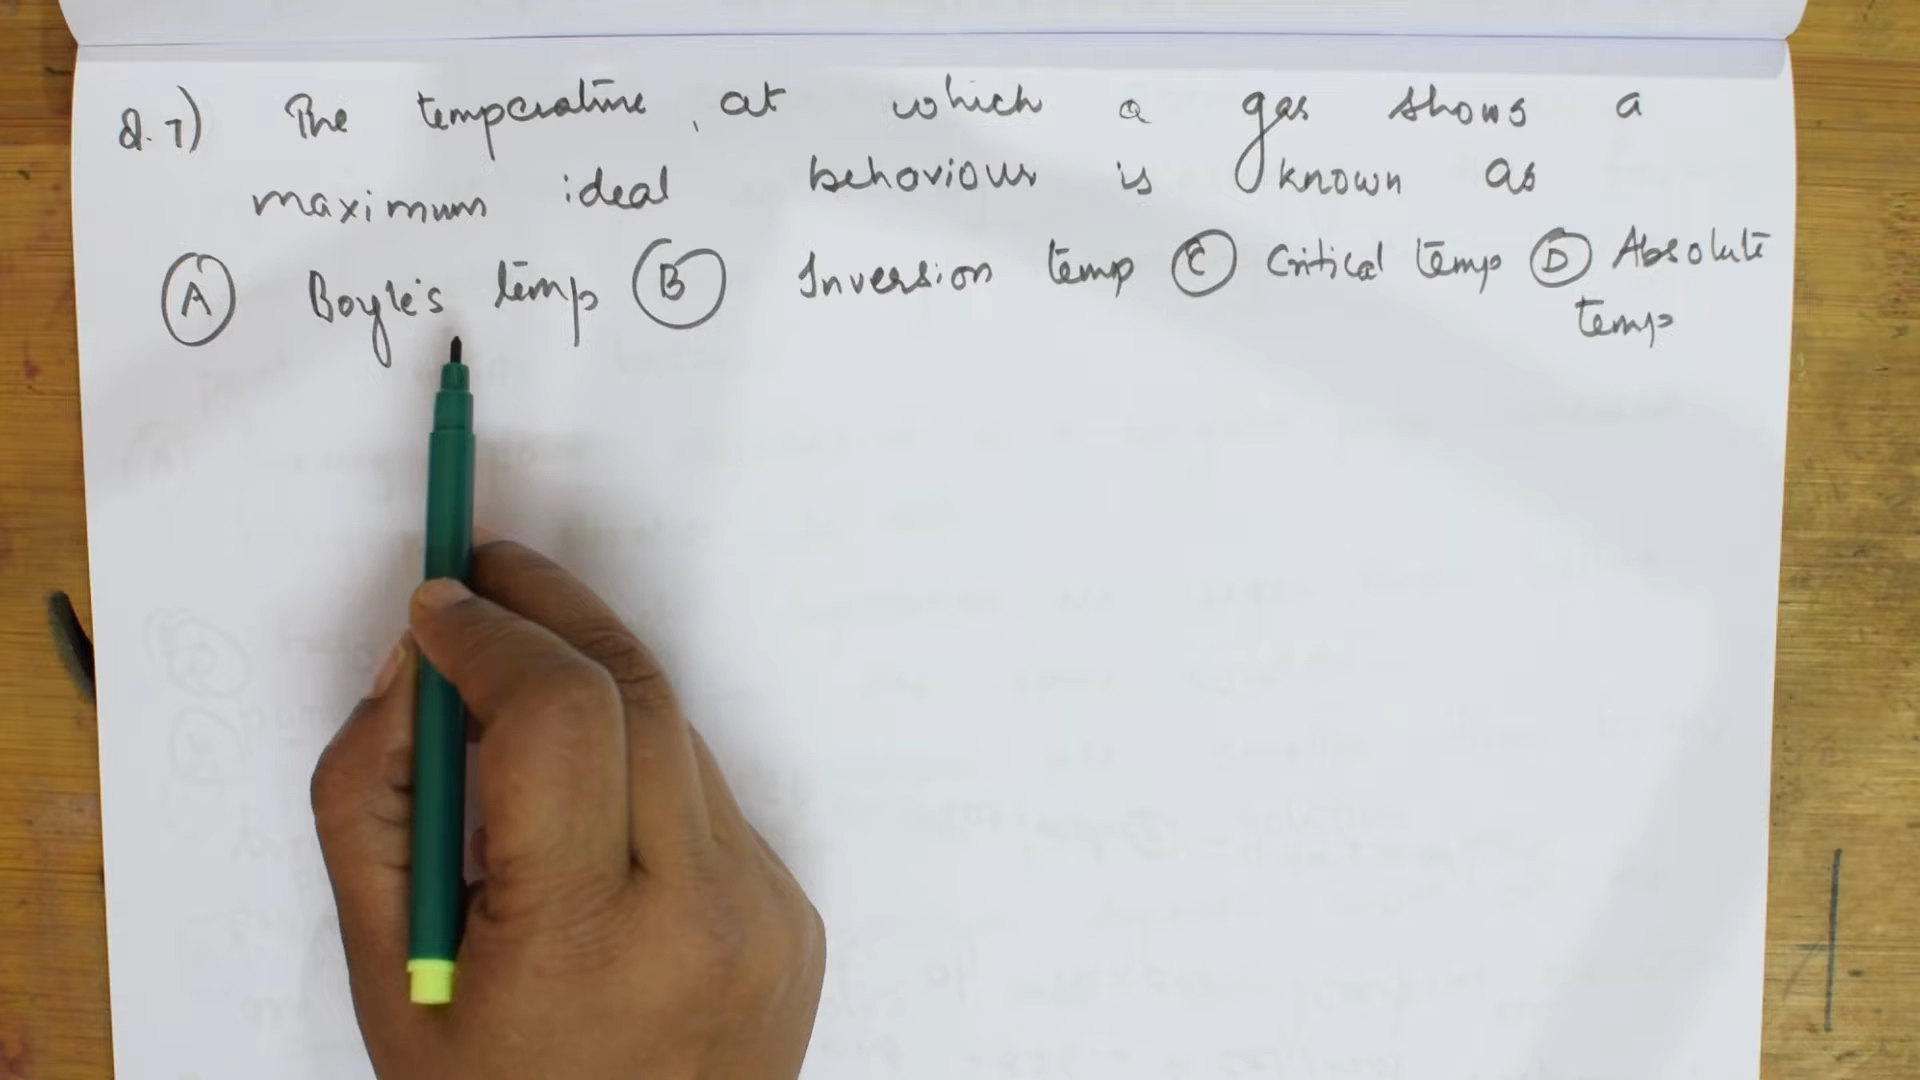 Q.7) The temperature, at which a gas shows a
maximum ideal behaviour is known as
(A) Boyle's temp (B) Inversion temp (C) Critical temp (D) Absolute
temp